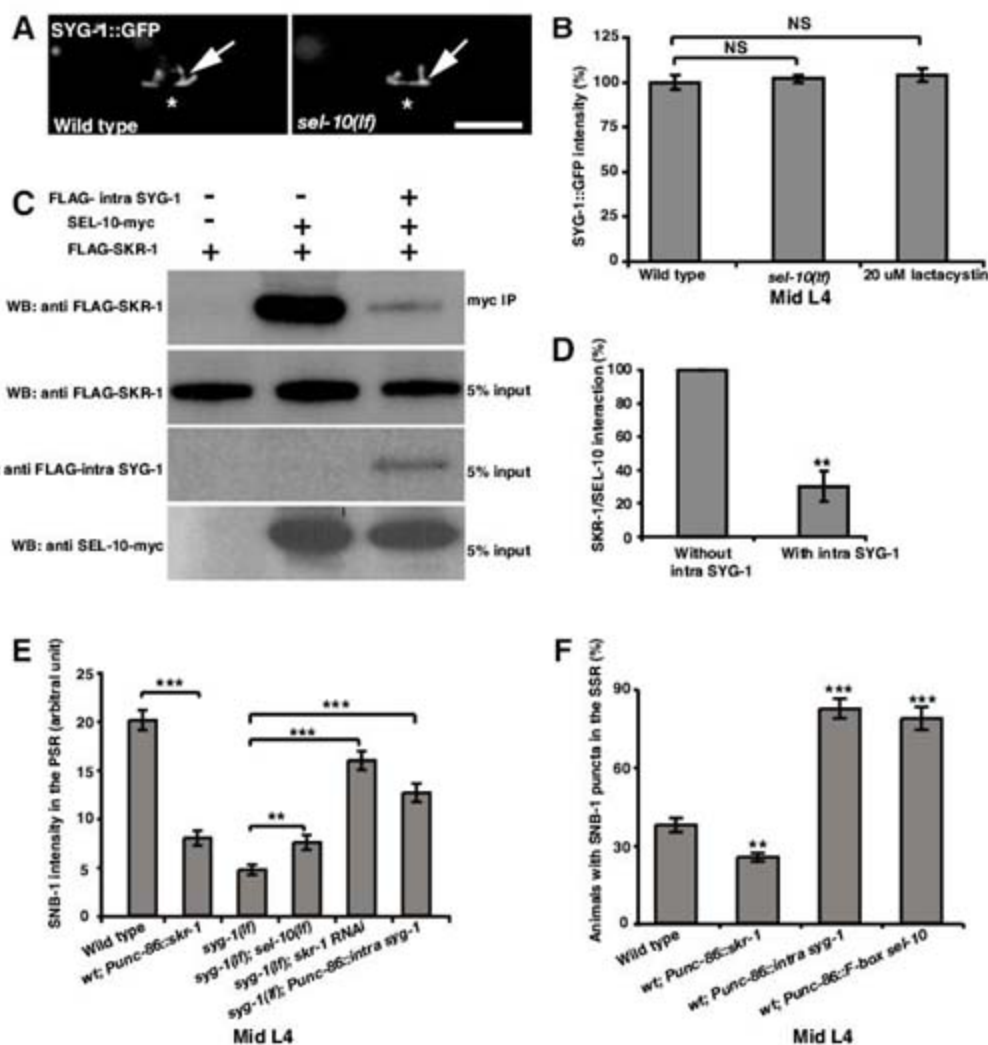 A
SYG-1::GFP
*
Wild type
*
sel-10(lf)
B
SYG-1::GFP intensity (%)
125
100
75
50
25
0
NS
NS
Wild type
sel-10(lf)
20 uM lactacystin
Mid L4
C
FLAG- intra SYG-1 - - +
SEL-10-myc - + +
FLAG-SKR-1 + + +
WB: anti FLAG-SKR-1 myc IP
WB: anti FLAG-SKR-1 5% input
anti FLAG-intra SYG-1 5% input
WB: anti SEL-10-myc 5% input
D
SKR-1/SEL-10 interaction (%)
100
80
60
40
20
0
**
Without
intra SYG-1
With intra SYG-1
E
SNB-1 intensity in the PSR (arbitral unit)
25
20
15
10
5
0
***
***
***
**
Wild type
wt; Punc-86::skr-1
syg-1(lf)
syg-1(lf); sel-10(lf)
syg-1(lf); skr-1 RNAi
syg-1(lf); Punc-86::intra syg-1
Mid L4
F
Animals with SNB-1 puncta in the SSR (%)
90
60
30
0
**
***
***
Wild type
wt; Punc-86::skr-1
wt; Punc-86::intra syg-1
wt; Punc-86::F-box sel-10
Mid L4